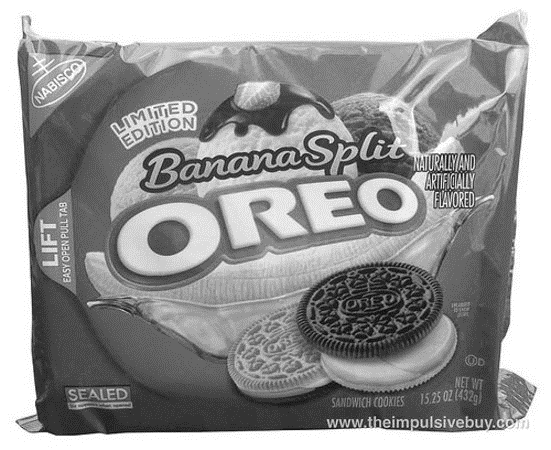 NABISCO
LIMITED
EDITION
Banana Split
OREO
NATURALLY AND
ARTIFICIALLY
FLAVORED
LIFT
EASY OPEN PULL TAB
OREO
SEALED
SANDWICH COOKIES
NET WT
15.25 OZ (432g)
www.theimpulsivebuy.com